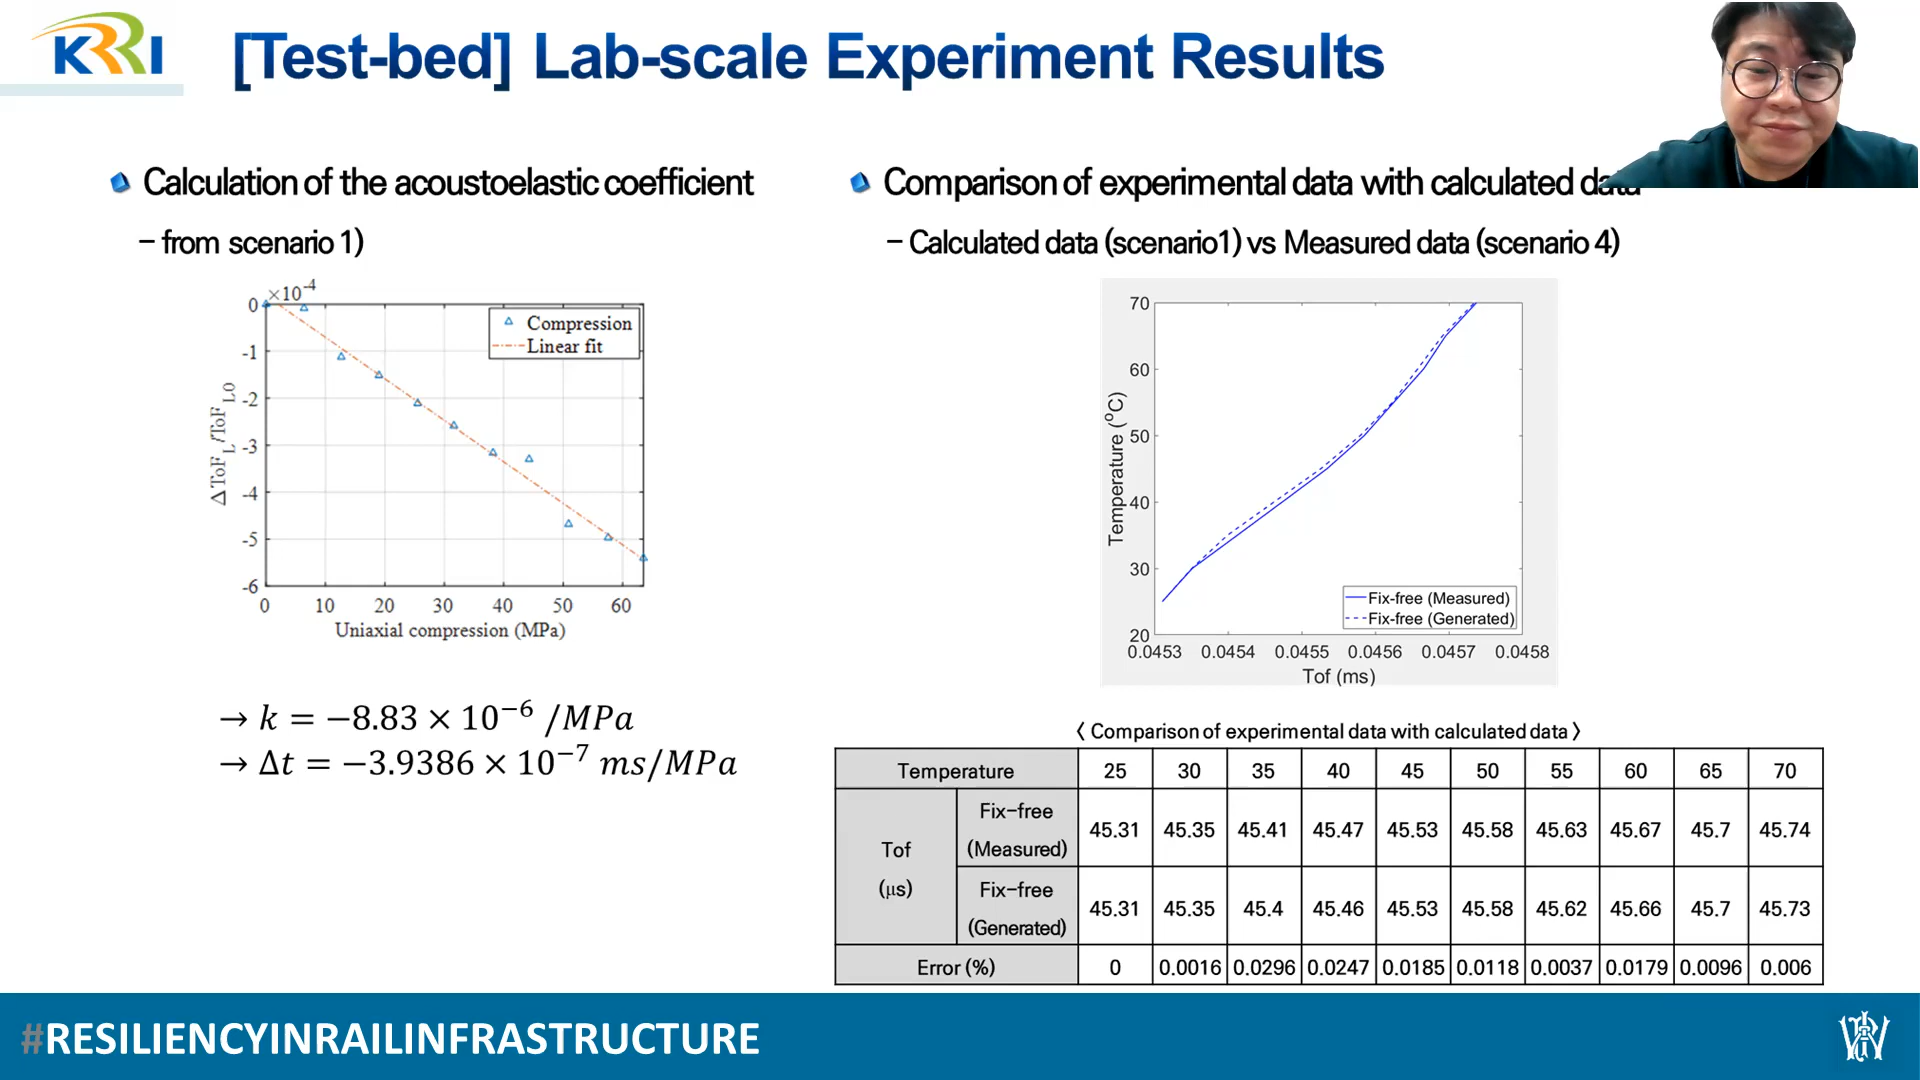 KRRI
[Test-bed] Lab-scale Experiment Results
Calculation of the acoustoelastic coefficient
– from scenario 1)
×10⁻⁴
0
-1
-2
-3
-4
-5
-6
ΔToF_L/ToF_L0
Compression
Linear fit
0 10 20 30 40 50 60
Uniaxial compression (MPa)
→ k = −8.83 × 10⁻⁶ /MPa
→ Δt = −3.9386 × 10⁻⁷ ms/MPa
Comparison of experimental data with calculated data
– Calculated data (scenario1) vs Measured data (scenario 4)
70
60
50
40
30
20
Temperature (°C)
Fix-free (Measured)
Fix-free (Generated)
0.0453 0.0454 0.0455 0.0456 0.0457 0.0458
Tof (ms)
〈 Comparison of experimental data with calculated data 〉
Temperature 25 30 35 40 45 50 55 60 65 70
Tof
(μs)
Fix-free
(Measured)
45.31 45.35 45.41 45.47 45.53 45.58 45.63 45.67 45.7 45.74
Fix-free
(Generated)
45.31 45.35 45.4 45.46 45.53 45.58 45.62 45.66 45.7 45.73
Error (%) 0 0.0016 0.0296 0.0247 0.0185 0.0118 0.0037 0.0179 0.0096 0.006
#RESILIENCYINRAILINFRASTRUCTURE